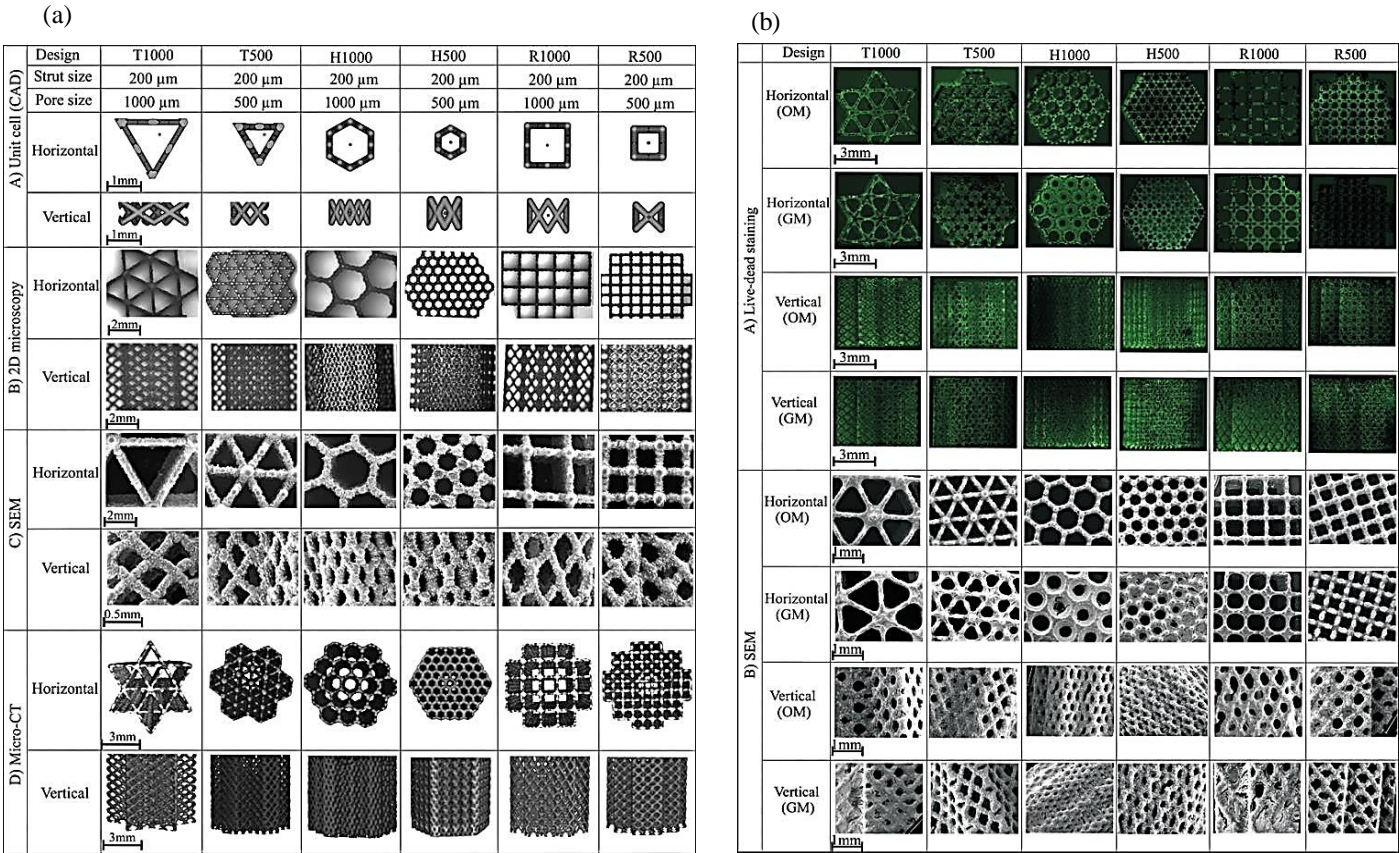 (a)
Design T1000 T500 H1000 H500 R1000 R500
Strut size 200 µm 200 µm 200 µm 200 µm 200 µm 200 µm
Pore size 1000 µm 500 µm 1000 µm 500 µm 1000 µm 500 µm
A) Unit cell (CAD)
Horizontal
1mm
Vertical
1mm
B) 2D microscopy
Horizontal
2mm
Vertical
2mm
C) SEM
Horizontal
2mm
Vertical
0.5mm
D) Micro-CT
Horizontal
3mm
Vertical
3mm
(b)
Design T1000 T500 H1000 H500 R1000 R500
A) Live-dead staining
Horizontal
(OM)
3mm
Horizontal
(GM)
3mm
Vertical
(OM)
3mm
Vertical
(GM)
3mm
B) SEM
Horizontal
(OM)
1mm
Horizontal
(GM)
1mm
Vertical
(OM)
1mm
Vertical
(GM)
1mm